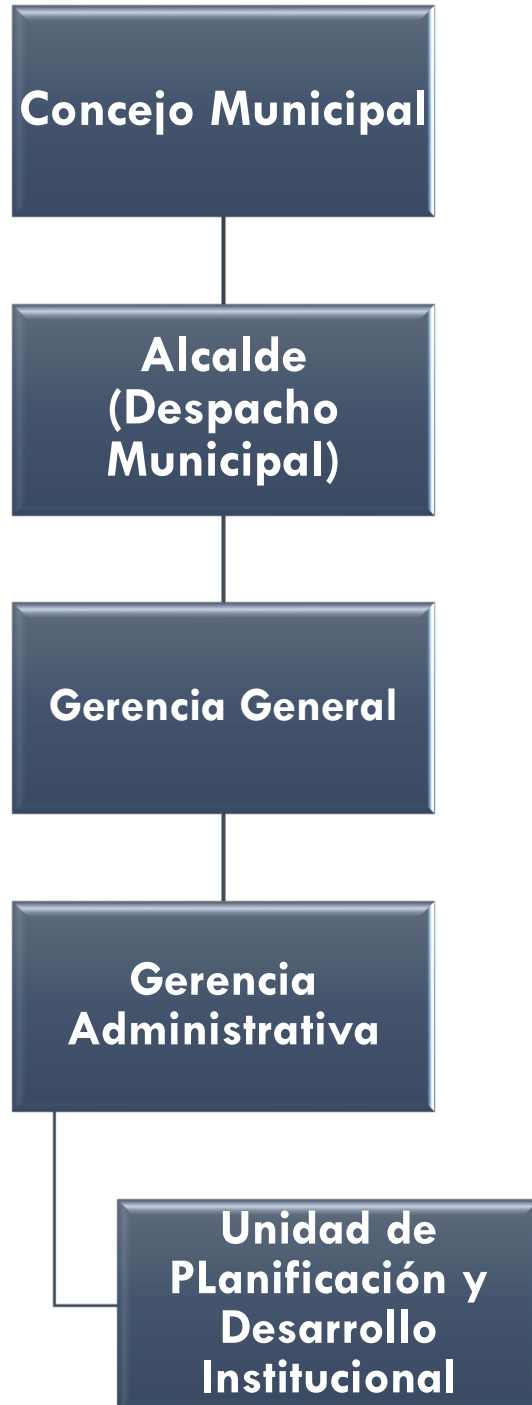 Concejo Municipal
Alcalde
(Despacho
Municipal)
Gerencia General
Gerencia
Administrativa
Unidad de
PLanificación y
Desarrollo
Institucional